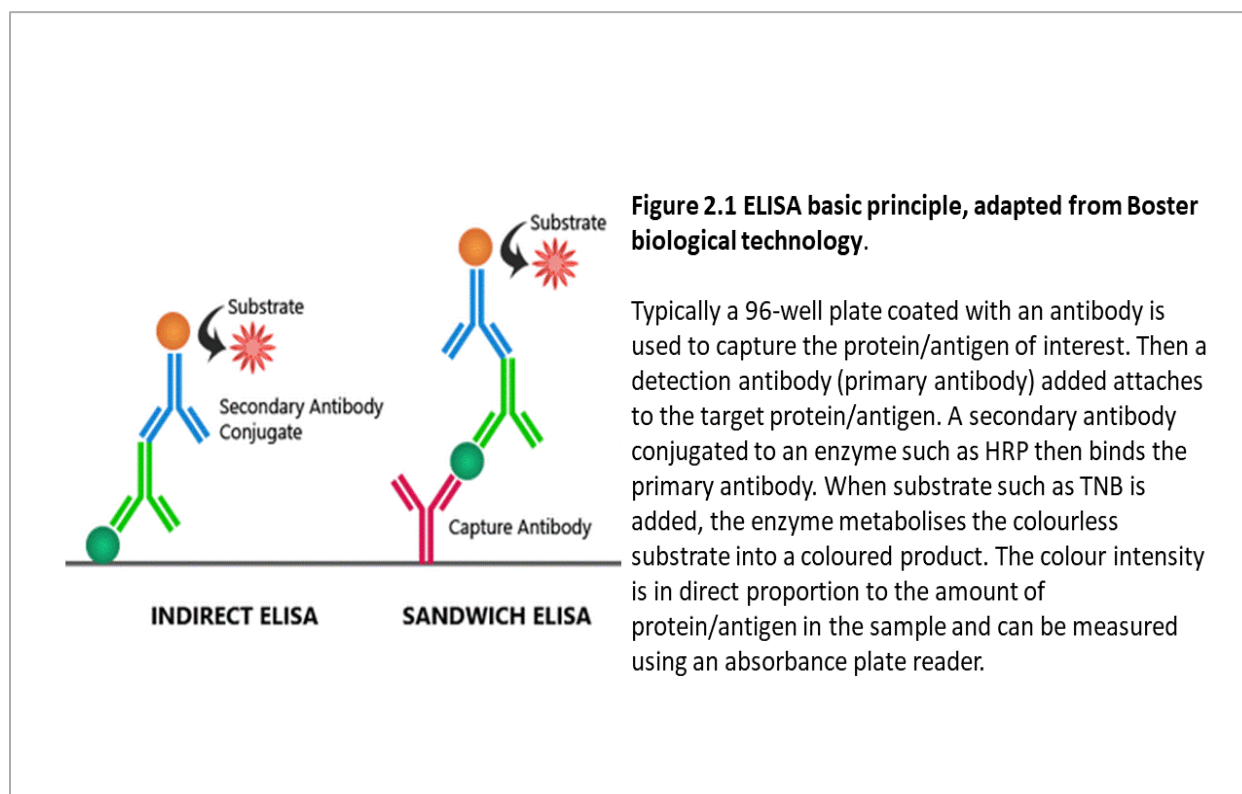 Substrate
Secondary Antibody
Conjugate
INDIRECT ELISA
Substrate
Capture Antibody
SANDWICH ELISA
Figure 2.1 ELISA basic principle, adapted from Boster
biological technology.
Typically a 96-well plate coated with an antibody is
used to capture the protein/antigen of interest. Then a
detection antibody (primary antibody) added attaches
to the target protein/antigen. A secondary antibody
conjugated to an enzyme such as HRP then binds the
primary antibody. When substrate such as TNB is
added, the enzyme metabolises the colourless
substrate into a coloured product. The colour intensity
is in direct proportion to the amount of
protein/antigen in the sample and can be measured
using an absorbance plate reader.